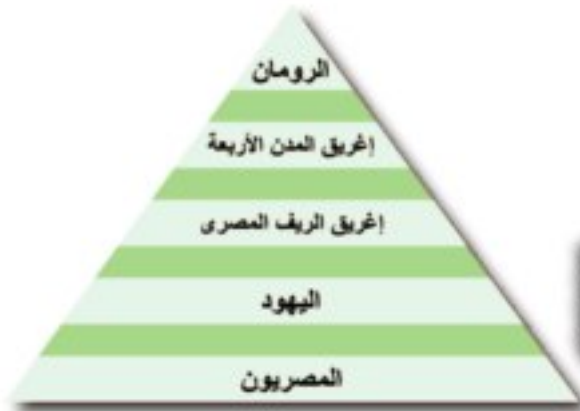 الرومان
إغريق المدن الأربعة
إغريق الريف المصرى
اليهود
المصريون